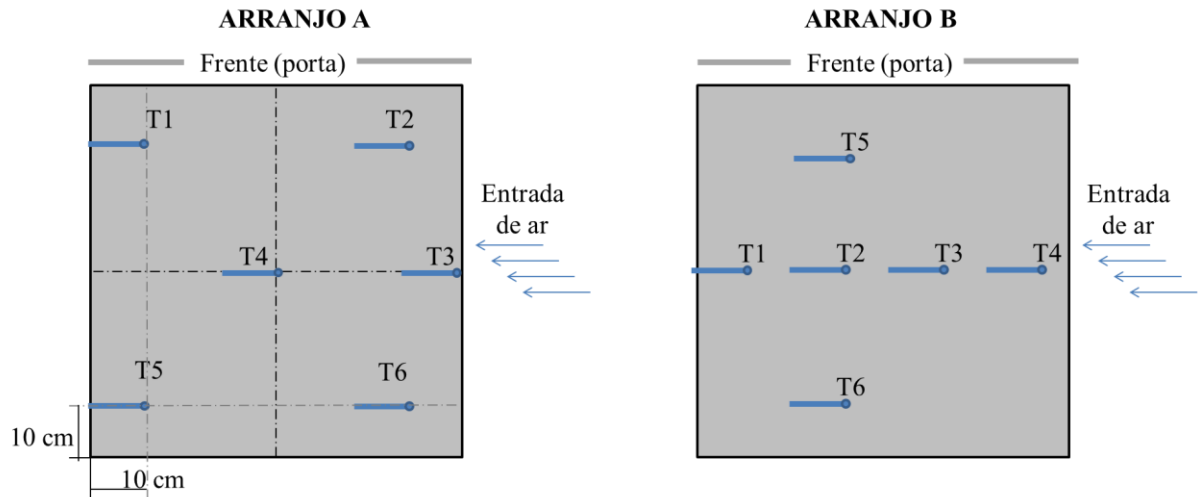 ARRANJO A
Frente (porta)
T1
T2
Entrada
de ar
T4
T3
T5
T6
10 cm
10 cm
ARRANJO B
Frente (porta)
T5
Entrada
de ar
T1
T2
T3
T4
T6